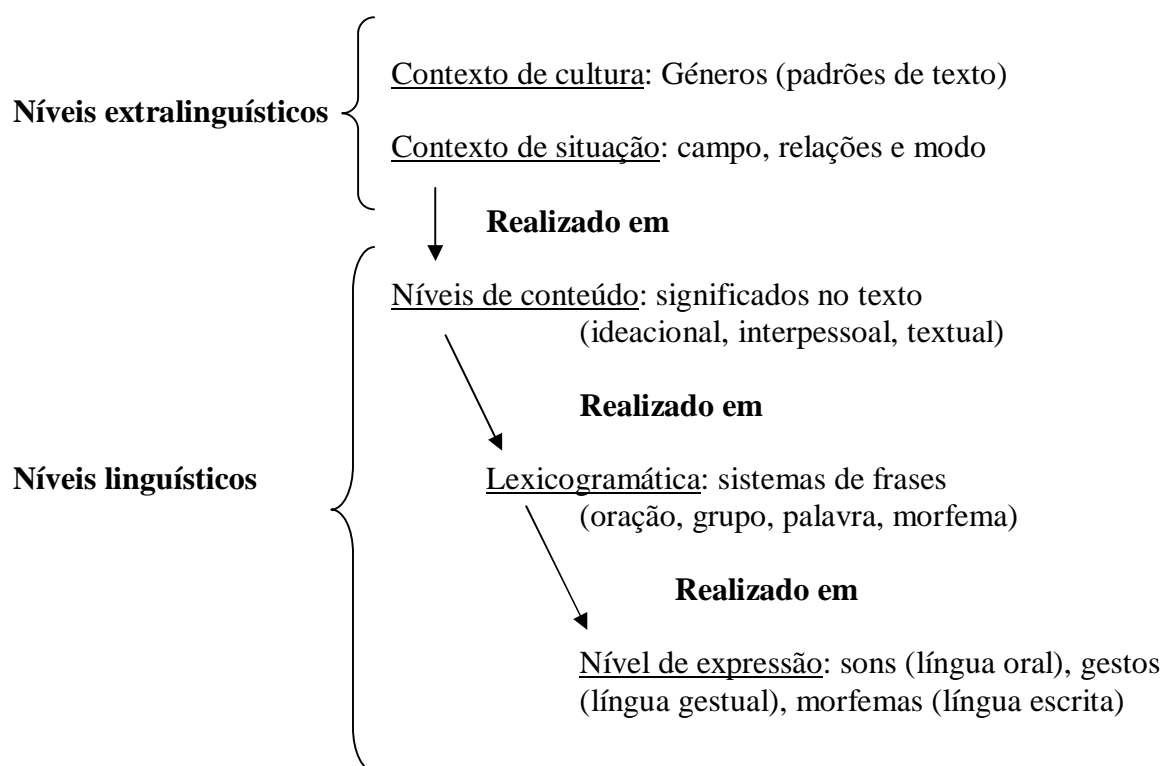 Contexto de cultura: Géneros (padrões de texto)
Níveis extralinguísticos
Contexto de situação: campo, relações e modo
Realizado em
Níveis de conteúdo: significados no texto
(ideacional, interpessoal, textual)
Realizado em
Níveis linguísticos
Lexicogramática: sistemas de frases
(oração, grupo, palavra, morfema)
Realizado em
Nível de expressão: sons (língua oral), gestos
(língua gestual), morfemas (língua escrita)